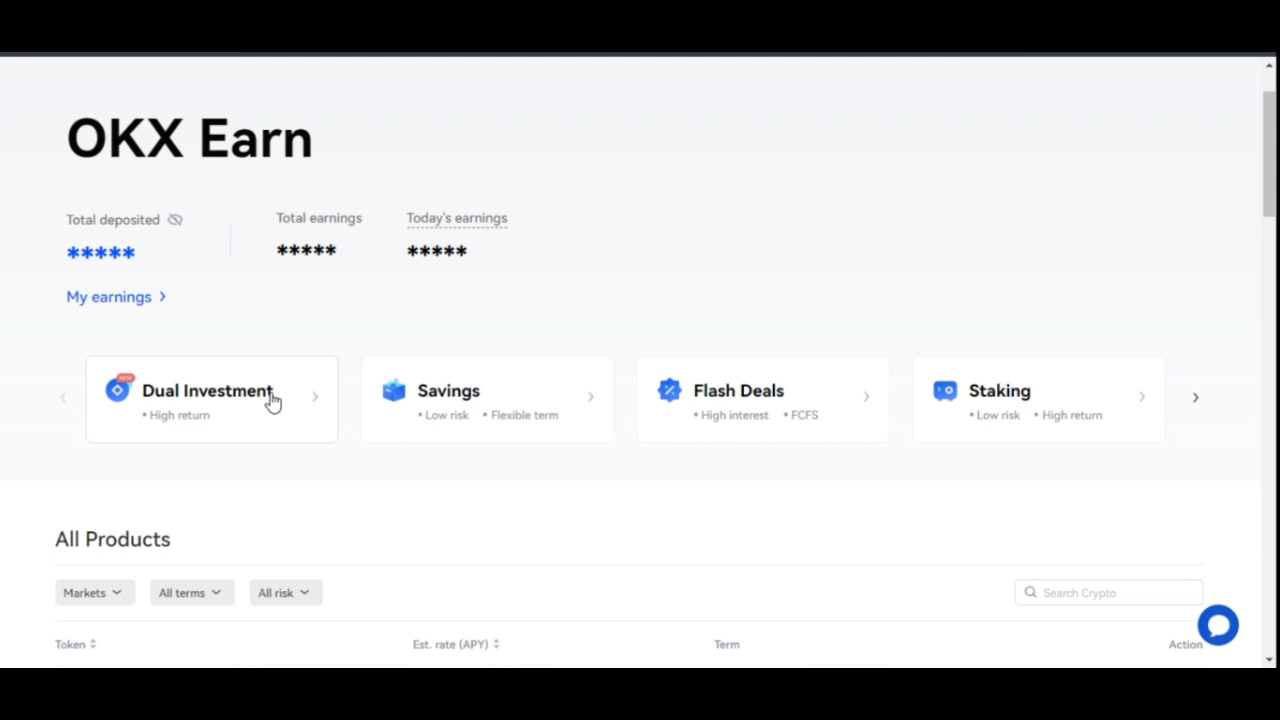 OKX Earn
Total deposited
*****
Total earnings
*****
Today's earnings
*****
My earnings >
Dual Investment
• High return
Savings
• Low risk • Flexible term
Flash Deals
• High interest • FCFS
Staking
• Low risk • High return
All Products
Markets
All terms
All risk
Search Crypto
Token
Est. rate (APY)
Term
Action